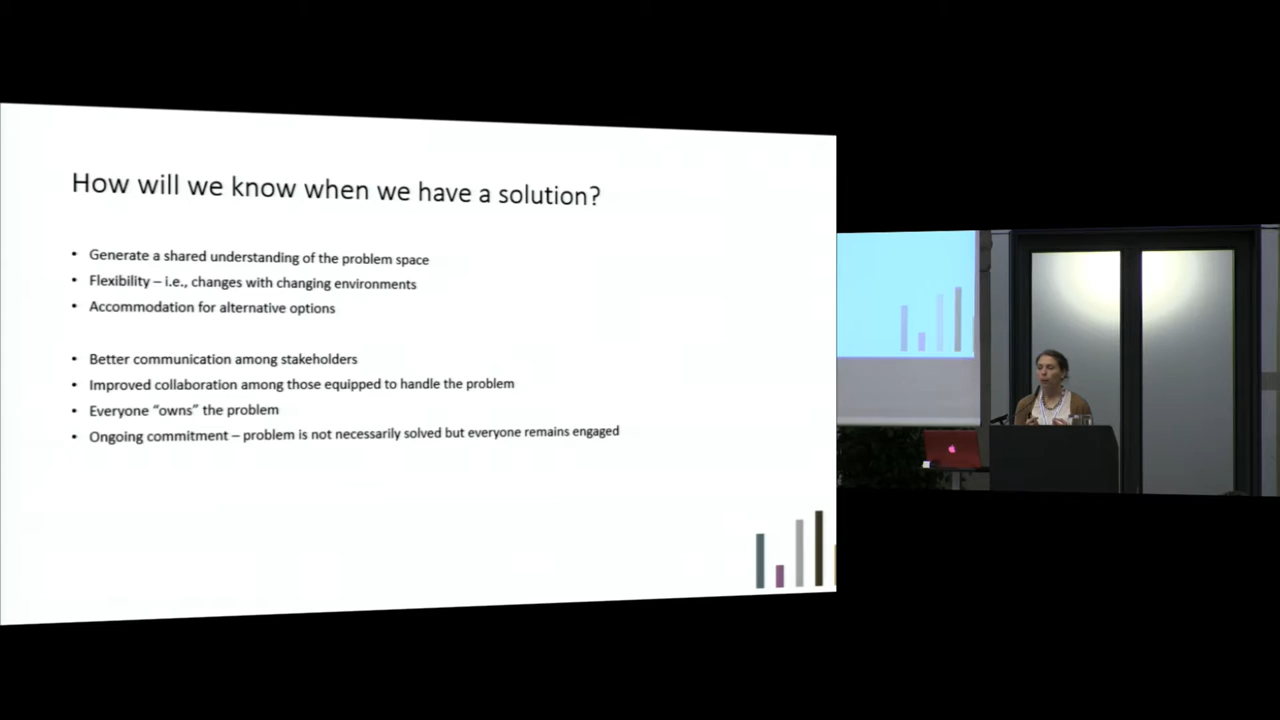 How will we know when we have a solution?
• Generate a shared understanding of the problem space
• Flexibility – i.e., changes with changing environments
• Accommodation for alternative options
• Better communication among stakeholders
• Improved collaboration among those equipped to handle the problem
• Everyone “owns” the problem
• Ongoing commitment – problem is not necessarily solved but everyone remains engaged